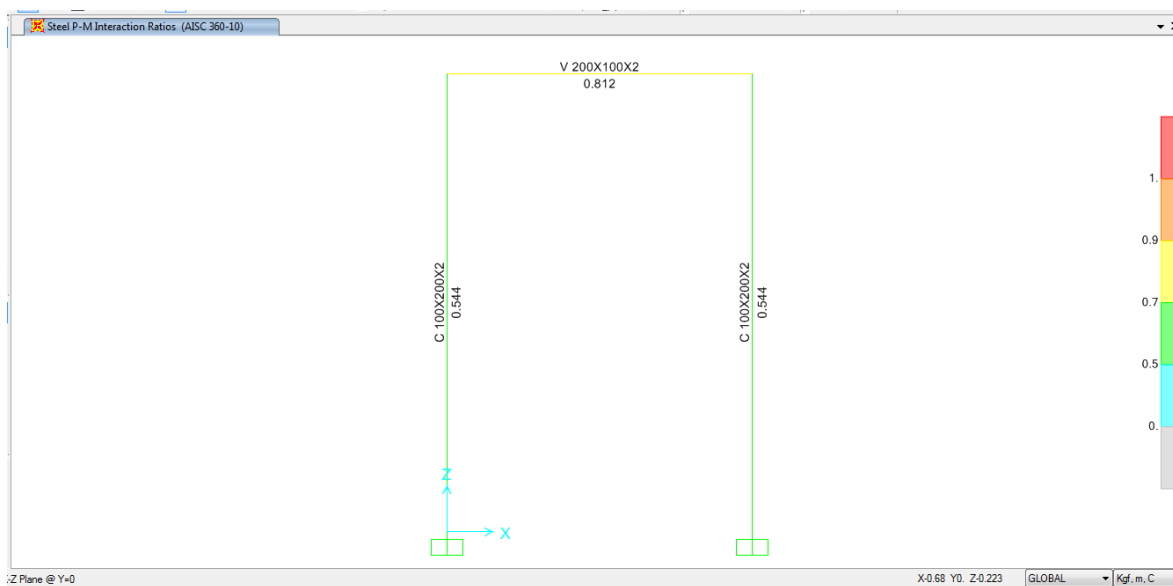 Steel P-M Interaction Ratios (AISC 360-10)
V 200X100X2
0.812
C 100X200X2
0.544
C 100X200X2
0.544
1.
0.9
0.7
0.5
0.
Z
X
-Z Plane @ Y=0
X-0.68 Y0. Z-0.223
GLOBAL
Kgf, m, C